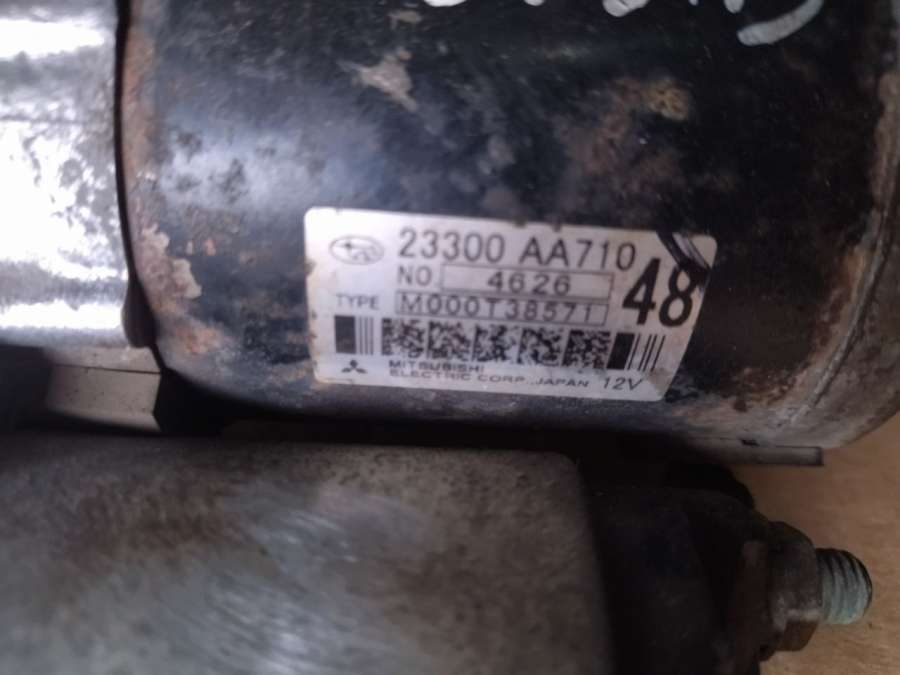 23300 AA710
NO 4626
TYPE M000T38571
48
MITSUBISHI
ELECTRIC CORP.,JAPAN 12V